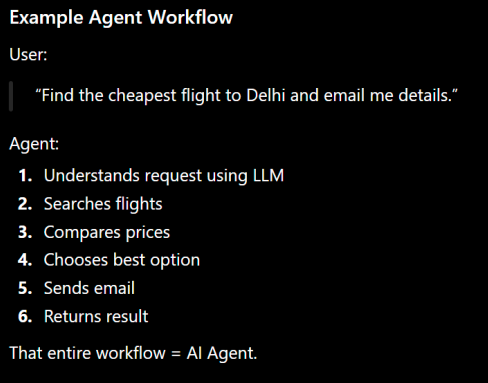 Example Agent Workflow
User:
“Find the cheapest flight to Delhi and email me details.”
Agent:
1. Understands request using LLM
2. Searches flights
3. Compares prices
4. Chooses best option
5. Sends email
6. Returns result
That entire workflow = AI Agent.